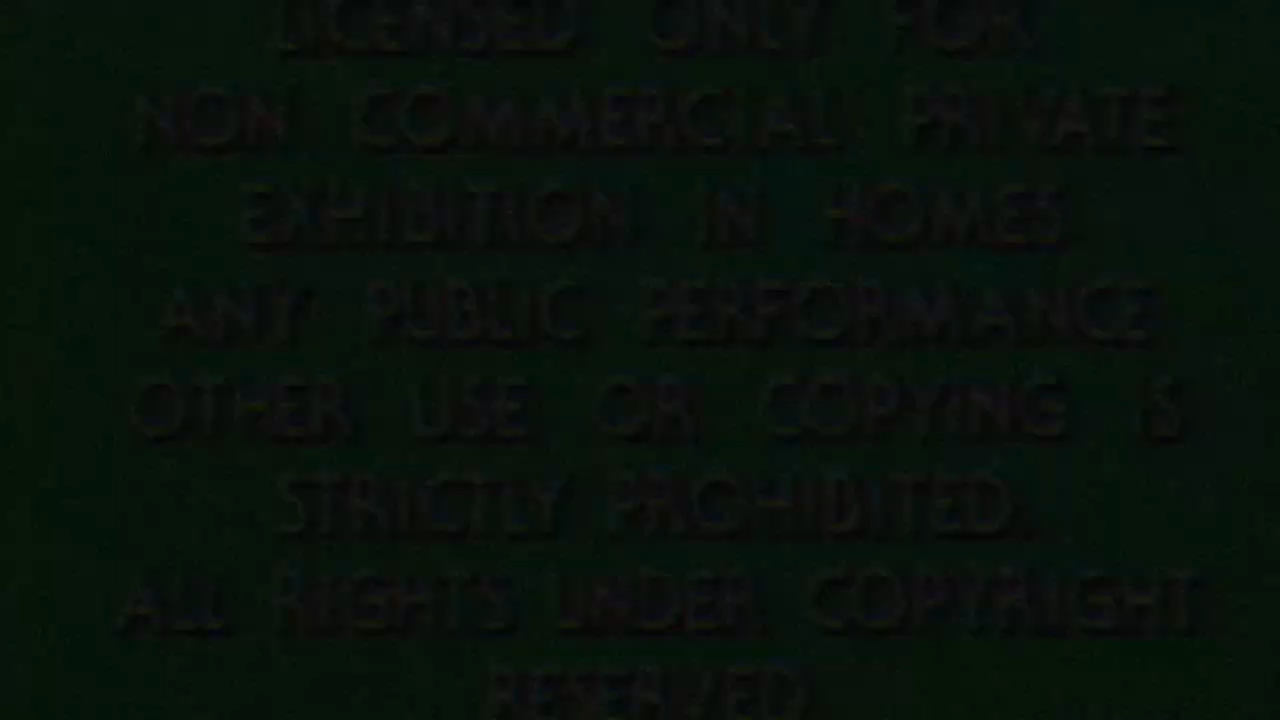 LICENSED ONLY FOR
NON COMMERCIAL PRIVATE
EXHIBITION IN HOMES
ANY PUBLIC PERFORMANCE
OTHER USE OR COPYING IS
STRICTLY PROHIBITED.
ALL RIGHTS UNDER COPYRIGHT
RESERVED